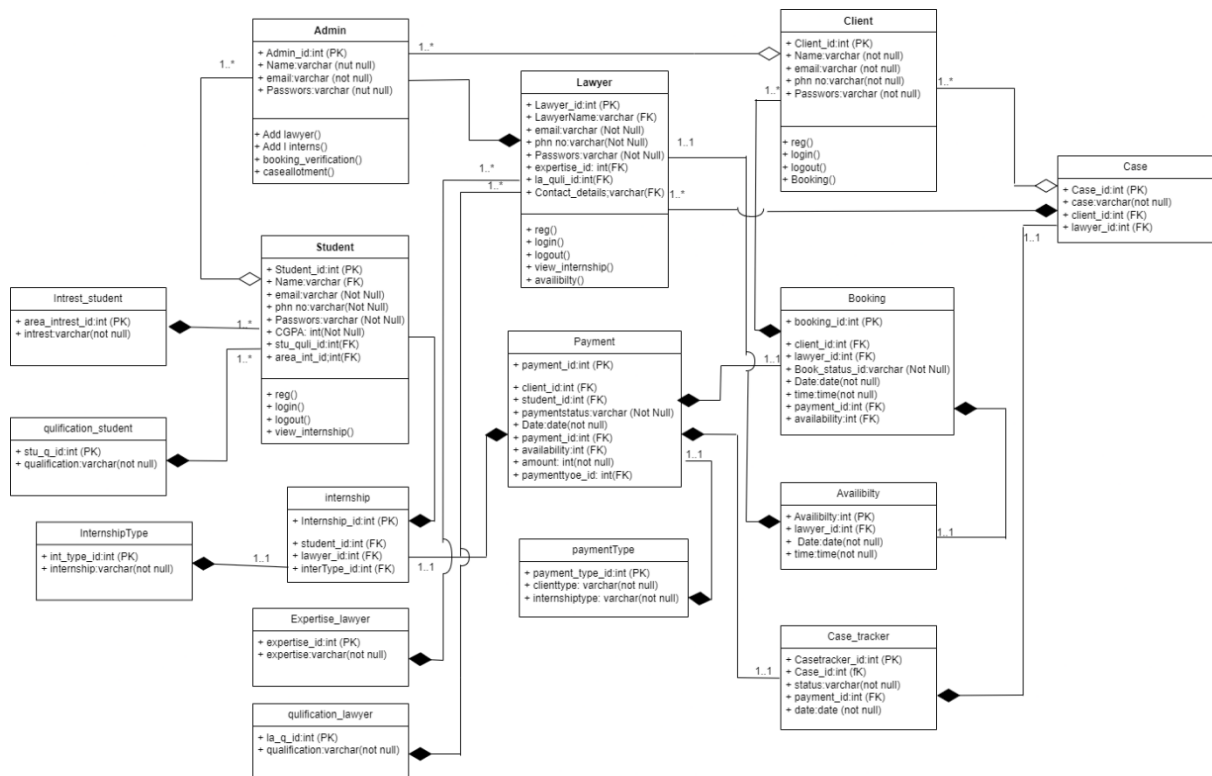 Admin
+ Admin_id:int (PK)
+ Name:varchar (nut null)
+ email:varchar (not null)
+ Passwors:varchar (nut null)
+ Add lawyer()
+ Add l interns()
+ booking_verification()
+ caseallotment()
1..*
1..*
Client
+ Client_id:int (PK)
+ Name:varchar (not null)
+ email:varchar (not null)
+ phn no:varchar(not null)
+ Passwors:varchar (not null)
+ reg()
+ login()
+ logout()
+ Booking()
1..*
1..*
Lawyer
+ Lawyer_id:int (PK)
+ LawyerName:varchar (FK)
+ email:varchar (Not Null)
+ phn no:varchar(Not Null)
+ Passwors:varchar (Not Null)
+ expertise_id: int(FK)
+ la_quli_id:int(FK)
+ Contact_details;varchar(FK)
+ reg()
+ login()
+ logout()
+ view_internship()
+ availibilty()
1..1
1..*
1..*
1..*
Case
+ Case_id:int (PK)
+ case:varchar(not null)
+ client_id:int (FK)
+ lawyer_id:int (FK)
1..1
Student
+ Student_id:int (PK)
+ Name:varchar (FK)
+ email:varchar (Not Null)
+ phn no:varchar(Not Null)
+ Passwors:varchar (Not Null)
+ CGPA: int(Not Null)
+ stu_quli_id:int(FK)
+ area_int_id;int(FK)
+ reg()
+ login()
+ logout()
+ view_internship()
1..*
1..*
Intrest_student
+ area_intrest_id:int (PK)
+ intrest:varchar(not null)
qulification_student
+ stu_q_id:int (PK)
+ qualification:varchar(not null)
Payment
+ payment_id:int (PK)
+ client_id:int (FK)
+ student_id:int (FK)
+ paymentstatus:varchar (Not Null)
+ Date:date(not null)
+ payment_id:int (FK)
+ availability:int (FK)
+ amount: int(not null)
+ paymenttyoe_id: int(FK)
1..1
Booking
+ booking_id:int (PK)
+ client_id:int (FK)
+ lawyer_id:int (FK)
+ Book_status_id:varchar (Not Null)
+ Date:date(not null)
+ time:time(not null)
+ payment_id:int (FK)
+ availability:int (FK)
1..1
internship
+ Internship_id:int (PK)
+ student_id:int (FK)
+ lawyer_id:int (FK)
+ interType_id:int (FK)
1..1
1..1
InternshipType
+ int_type_id:int (PK)
+ internship:varchar(not null)
paymentType
+ payment_type_id:int (PK)
+ clienttype: varchar(not null)
+ internshiptype: varchar(not null)
Availibilty
+ Availibilty:int (PK)
+ lawyer_id:int (FK)
+ Date:date(not null)
+ time:time(not null)
1..1
Expertise_lawyer
+ expertise_id:int (PK)
+ expertise:varchar(not null)
qulification_lawyer
+ la_q_id:int (PK)
+ qualification:varchar(not null)
Case_tracker
+ Casetracker_id:int (PK)
+ Case_id:int (fK)
+ status:varchar(not null)
+ payment_id:int (FK)
+ date:date (not null)
1..1